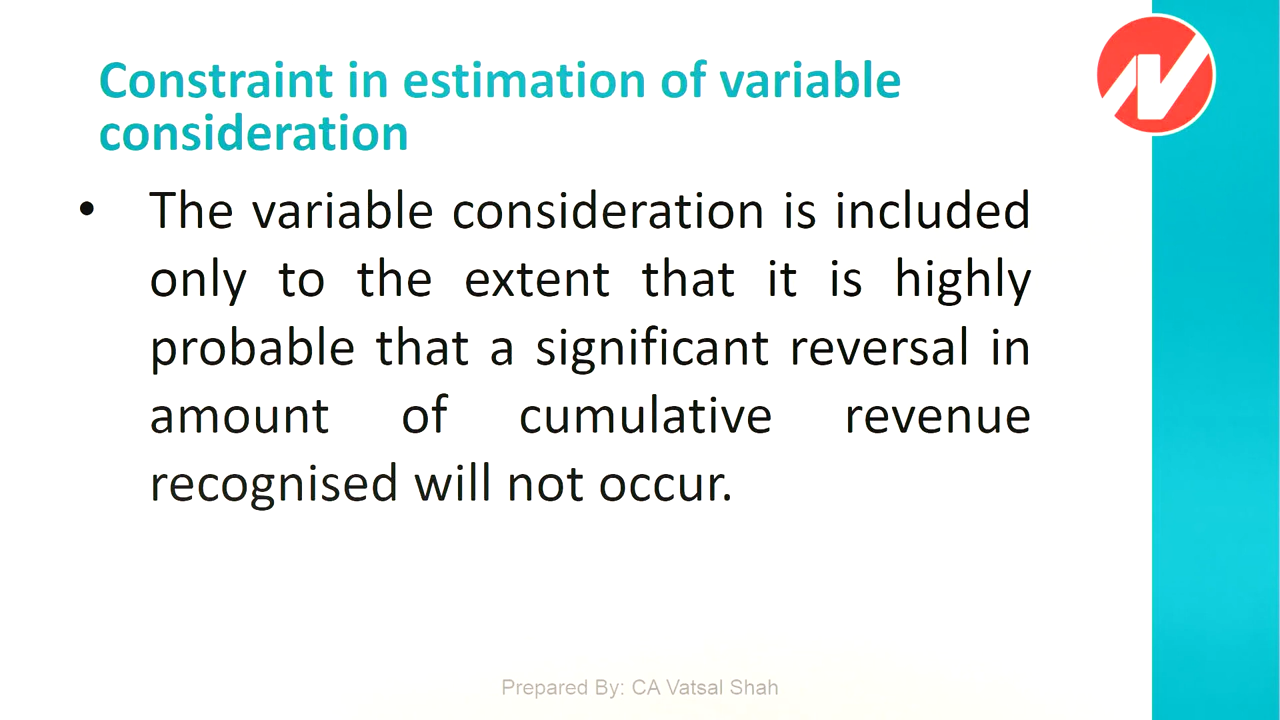 Constraint in estimation of variable
consideration
• The variable consideration is included
only to the extent that it is highly
probable that a significant reversal in
amount of cumulative revenue
recognised will not occur.
Prepared By: CA Vatsal Shah